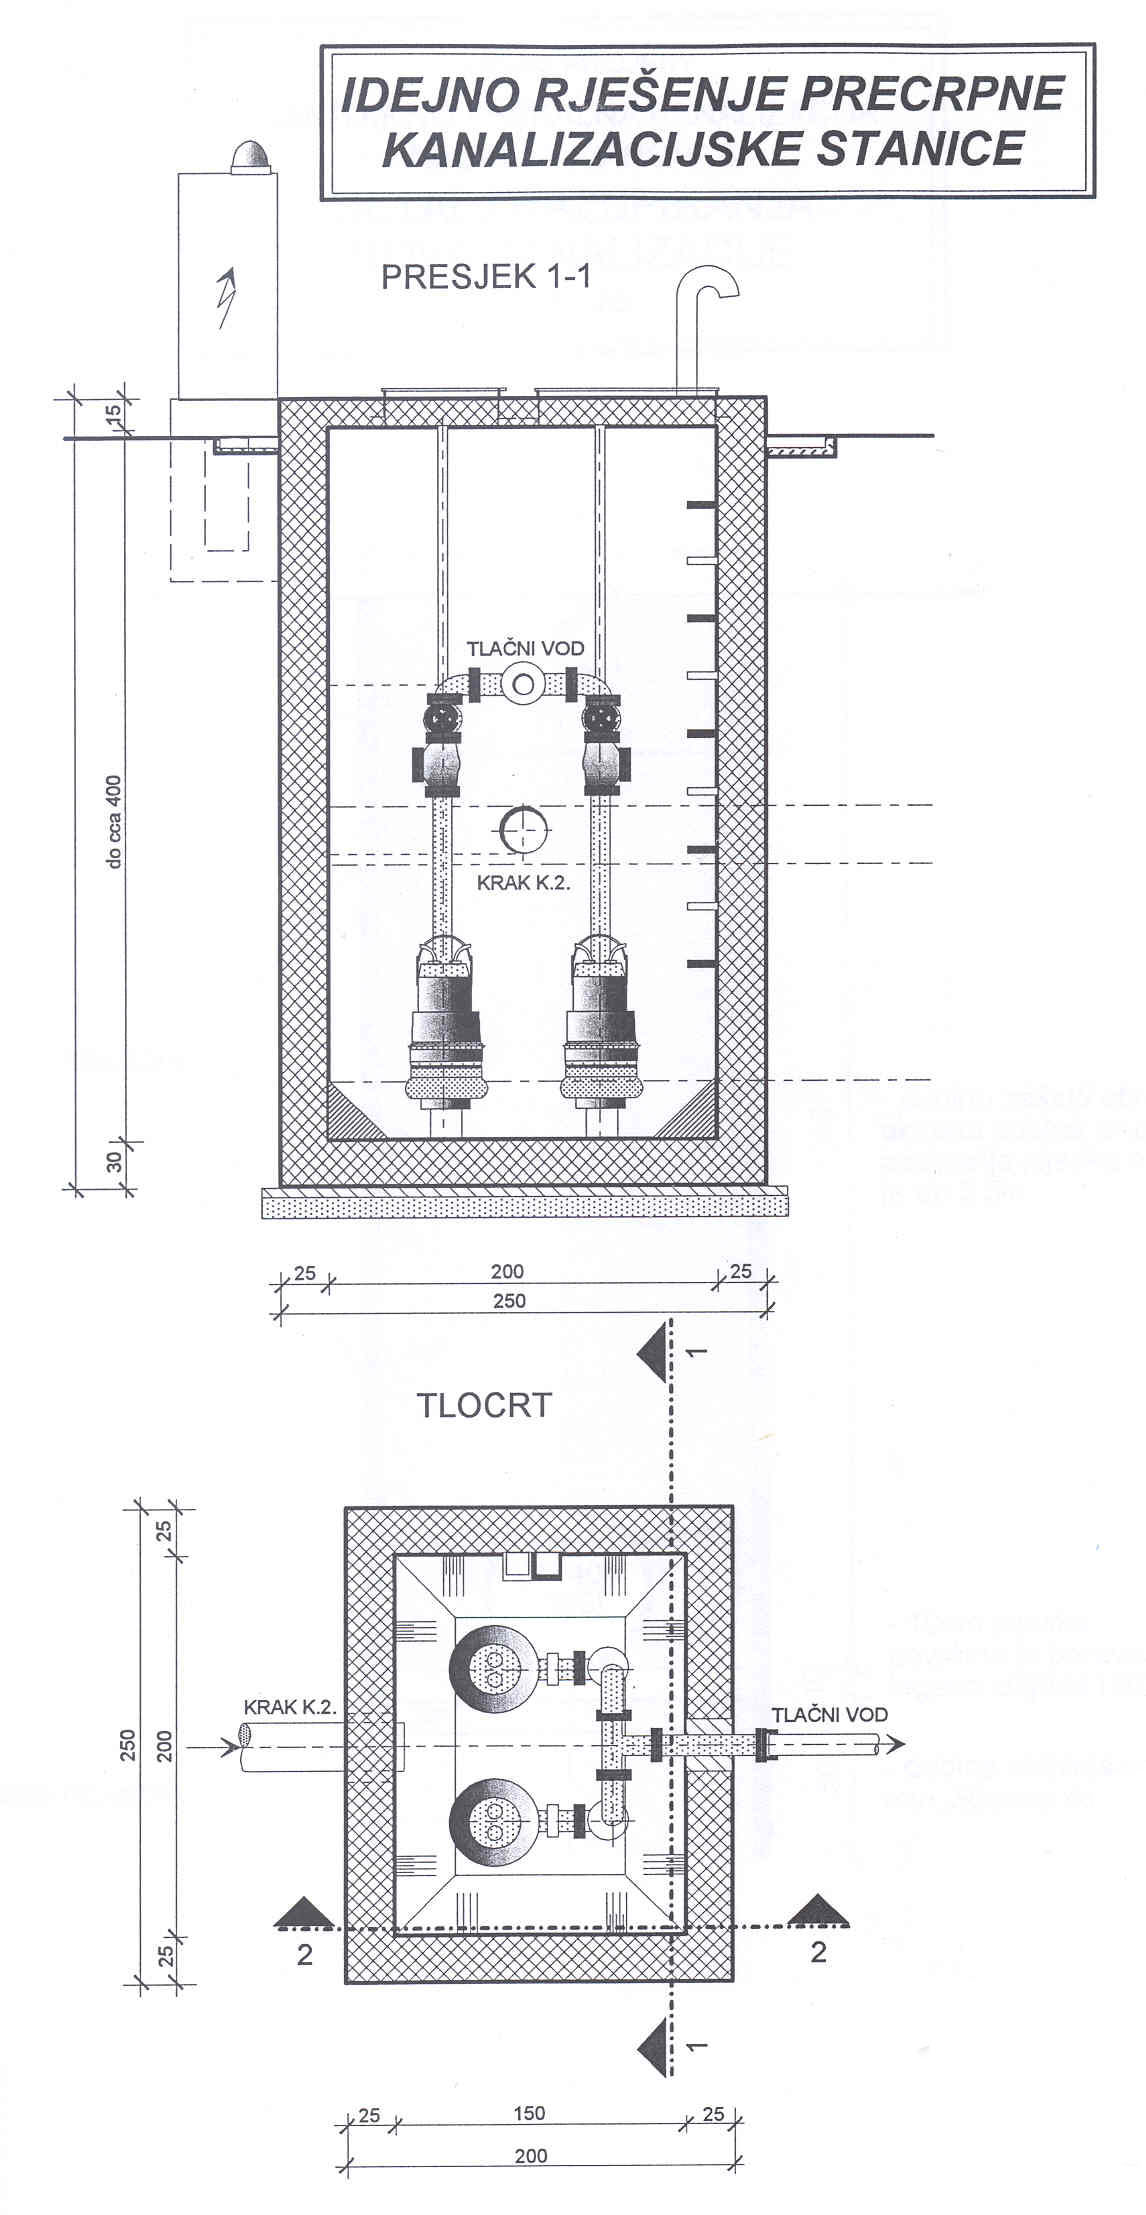 IDEJNO RJEŠENJE PRECRPNE
KANALIZACIJSKE STANICE
PRESJEK 1-1
15
TLAČNI VOD
do cca 400
KRAK K.2.
30
25 200 25
250
1
TLOCRT
25
KRAK K.2.
TLAČNI VOD
250
200
25
2
2
1
25 150 25
200